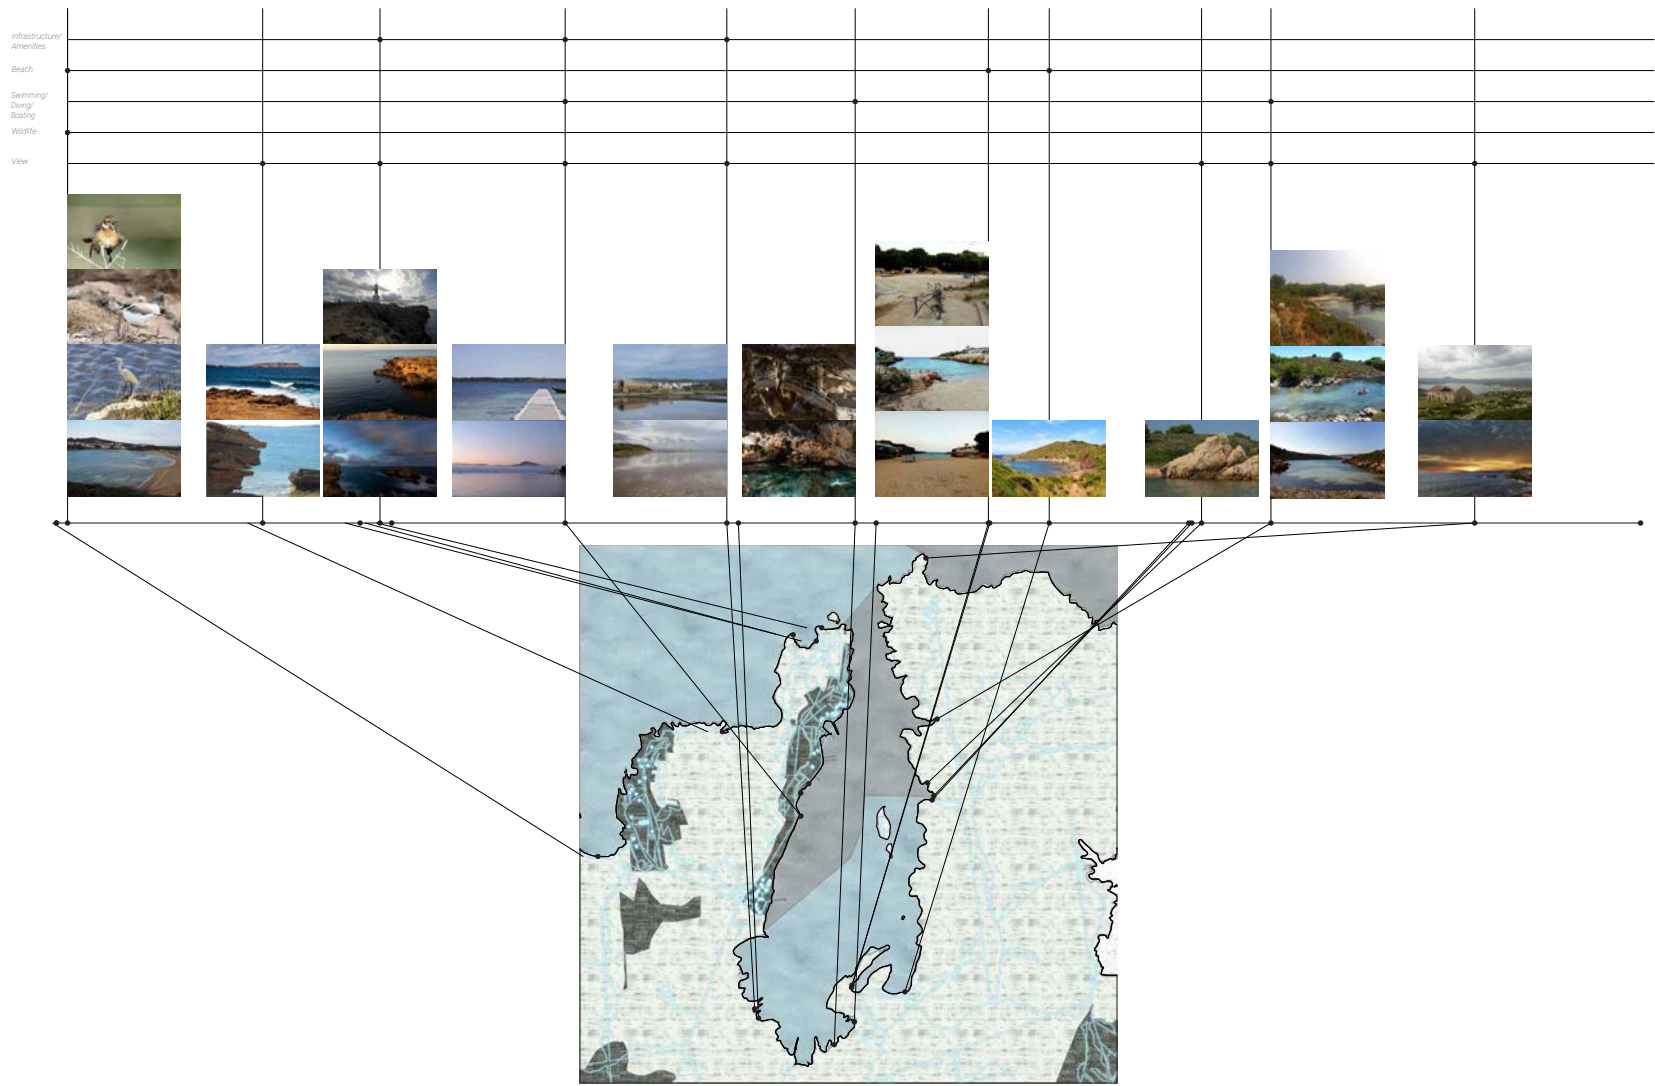 Infrastructure/
Amenities
Beach
Swimming/
Diving/
Boating
Wildlife
View